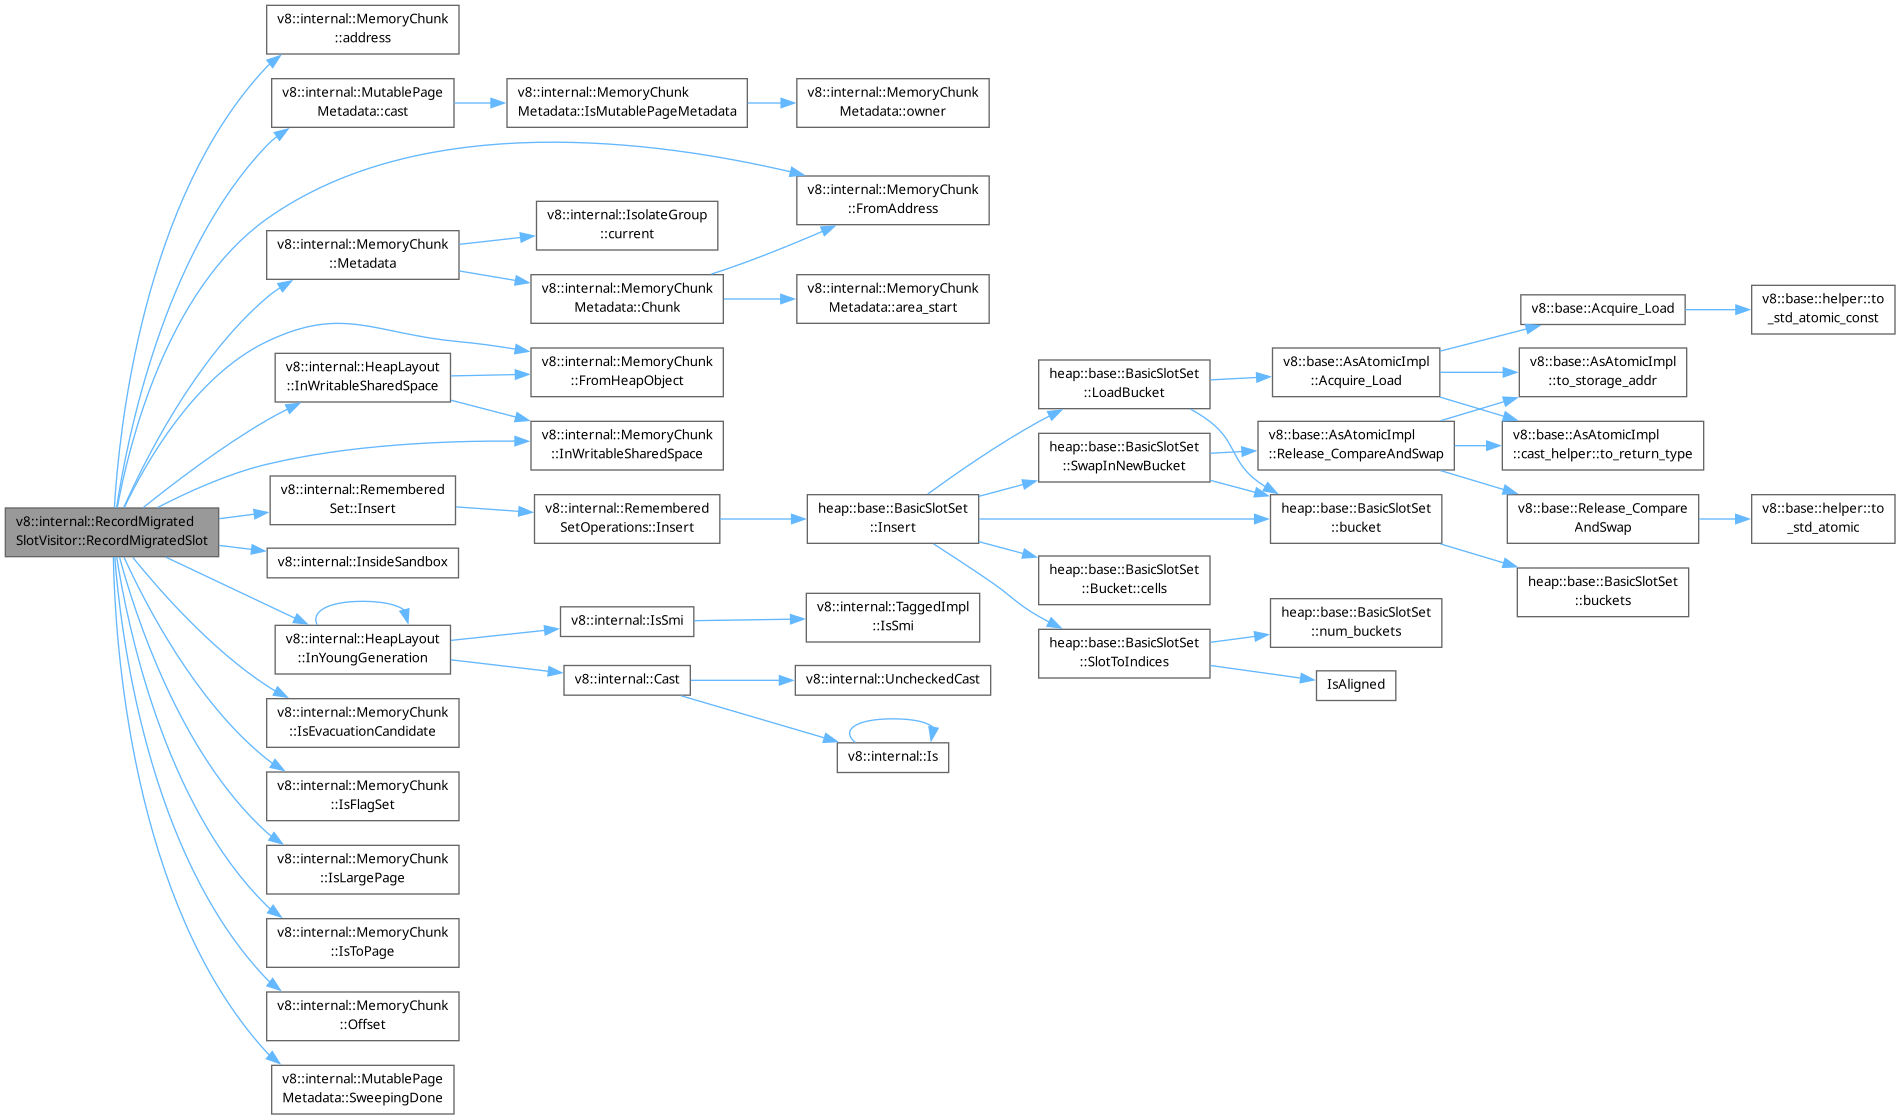 v8::internal::RecordMigrated
SlotVisitor::RecordMigratedSlot
v8::internal::MemoryChunk
::address
v8::internal::MutablePage
Metadata::cast
v8::internal::MemoryChunk
Metadata::IsMutablePageMetadata
v8::internal::MemoryChunk
Metadata::owner
v8::internal::MemoryChunk
::FromAddress
v8::internal::MemoryChunk
::Metadata
v8::internal::IsolateGroup
::current
v8::internal::MemoryChunk
Metadata::Chunk
v8::internal::MemoryChunk
Metadata::area_start
v8::internal::HeapLayout
::InWritableSharedSpace
v8::internal::MemoryChunk
::FromHeapObject
v8::internal::MemoryChunk
::InWritableSharedSpace
v8::internal::Remembered
Set::Insert
v8::internal::Remembered
SetOperations::Insert
heap::base::BasicSlotSet
::Insert
heap::base::BasicSlotSet
::LoadBucket
v8::base::AsAtomicImpl
::Acquire_Load
v8::base::Acquire_Load
v8::base::helper::to
_std_atomic_const
v8::base::AsAtomicImpl
::to_storage_addr
v8::base::AsAtomicImpl
::cast_helper::to_return_type
heap::base::BasicSlotSet
::SwapInNewBucket
v8::base::AsAtomicImpl
::Release_CompareAndSwap
v8::base::Release_Compare
AndSwap
v8::base::helper::to
_std_atomic
heap::base::BasicSlotSet
::bucket
heap::base::BasicSlotSet
::buckets
heap::base::BasicSlotSet
::Bucket::cells
heap::base::BasicSlotSet
::SlotToIndices
heap::base::BasicSlotSet
::num_buckets
IsAligned
v8::internal::InsideSandbox
v8::internal::HeapLayout
::InYoungGeneration
v8::internal::IsSmi
v8::internal::TaggedImpl
::IsSmi
v8::internal::Cast
v8::internal::UncheckedCast
v8::internal::Is
v8::internal::MemoryChunk
::IsEvacuationCandidate
v8::internal::MemoryChunk
::IsFlagSet
v8::internal::MemoryChunk
::IsLargePage
v8::internal::MemoryChunk
::IsToPage
v8::internal::MemoryChunk
::Offset
v8::internal::MutablePage
Metadata::SweepingDone